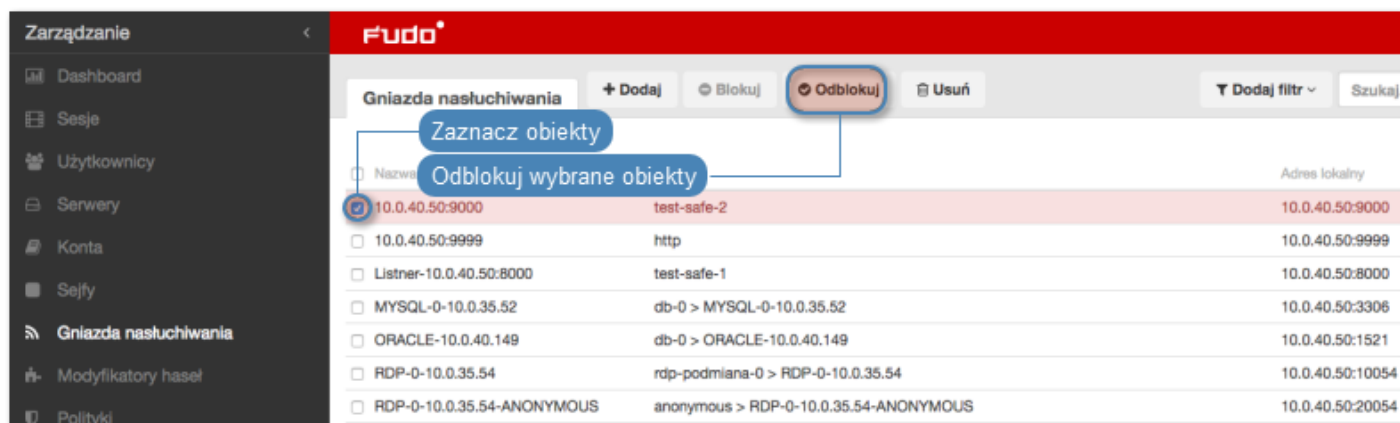 Zarządzanie
Fudo
Dashboard
Sesje
Użytkownicy
Serwery
Konta
Sejfy
Gniazda nasłuchiwania
Modyfikatory haseł
Polityki
Gniazda nasłuchiwania + Dodaj Blokuj Odblokuj Usuń Dodaj filtr Szukaj
Zaznacz obiekty
Odblokuj wybrane obiekty
Adres lokalny
10.0.40.50:9000 test-safe-2 10.0.40.50:9000
10.0.40.50:9999 http 10.0.40.50:9999
Listner-10.0.40.50:8000 test-safe-1 10.0.40.50:8000
MYSQL-0-10.0.35.52 db-0 > MYSQL-0-10.0.35.52 10.0.40.50:3306
ORACLE-10.0.40.149 db-0 > ORACLE-10.0.40.149 10.0.40.50:1521
RDP-0-10.0.35.54 rdp-podmiana-0 > RDP-0-10.0.35.54 10.0.40.50:10054
RDP-0-10.0.35.54-ANONYMOUS anonymous > RDP-0-10.0.35.54-ANONYMOUS 10.0.40.50:20054